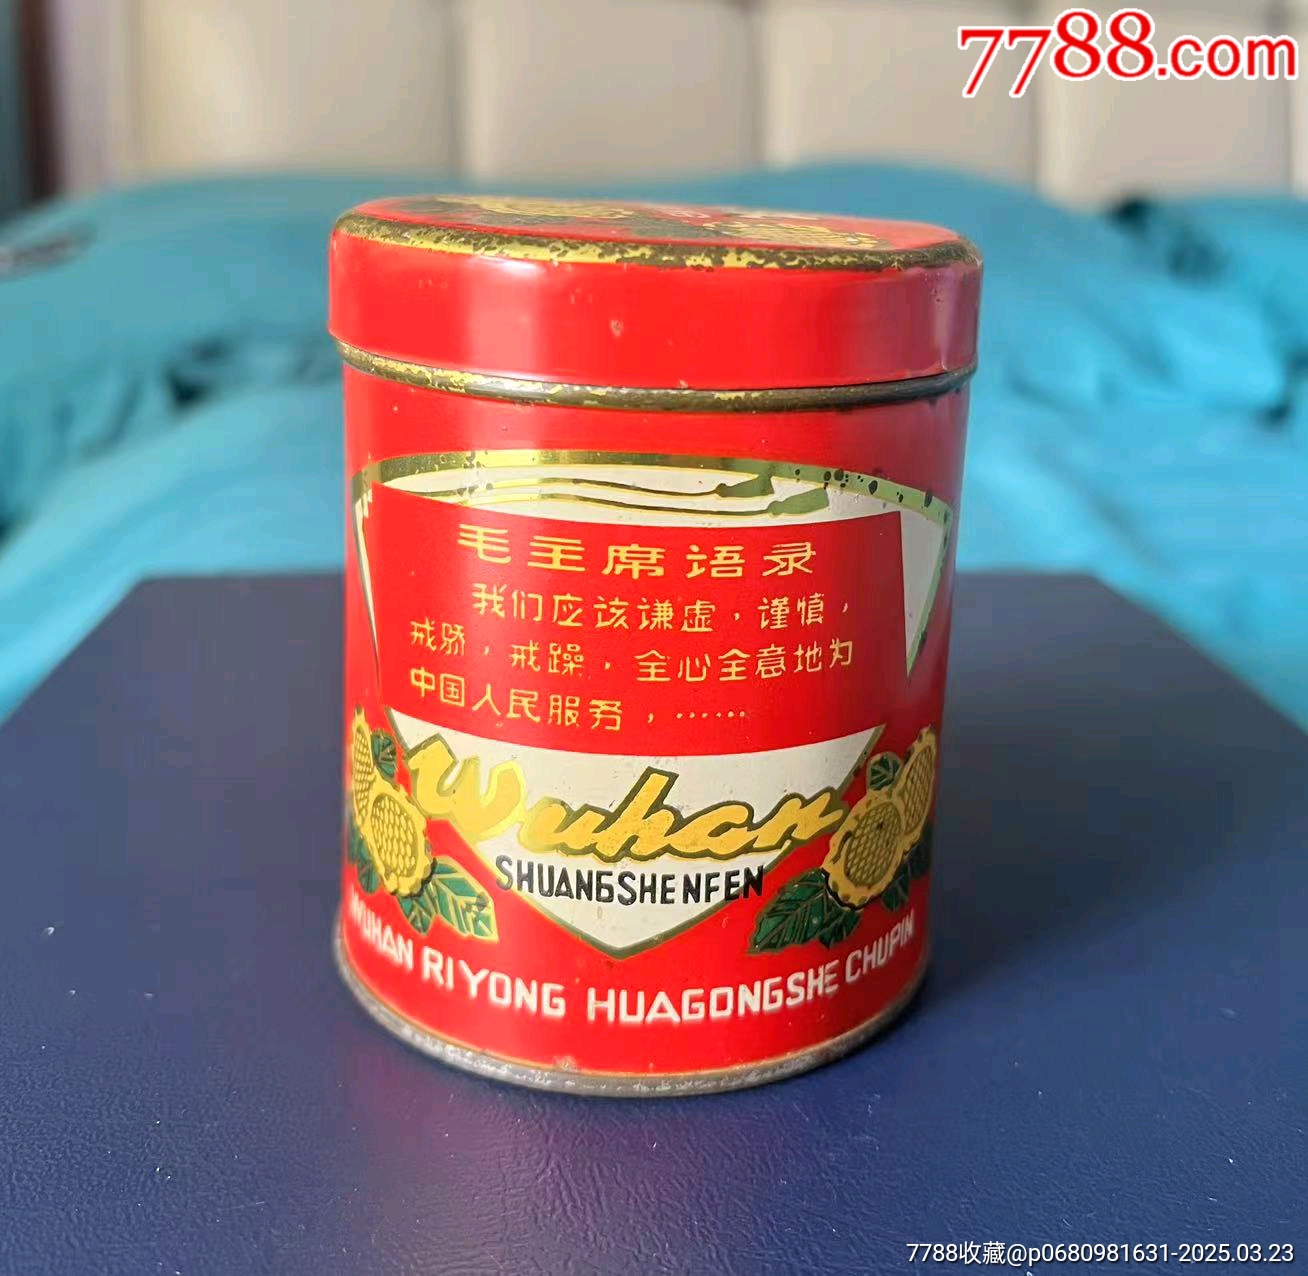 7788.com
毛主席语录
我们应该谦虚，谨慎，
戒骄，戒躁，全心全意地为
中国人民服务，……
Wuhan
SHUANGSHENFEN
WUHAN RIYONG HUAGONGSHE CHUPIN
7788收藏@p0680981631-2025.03.23